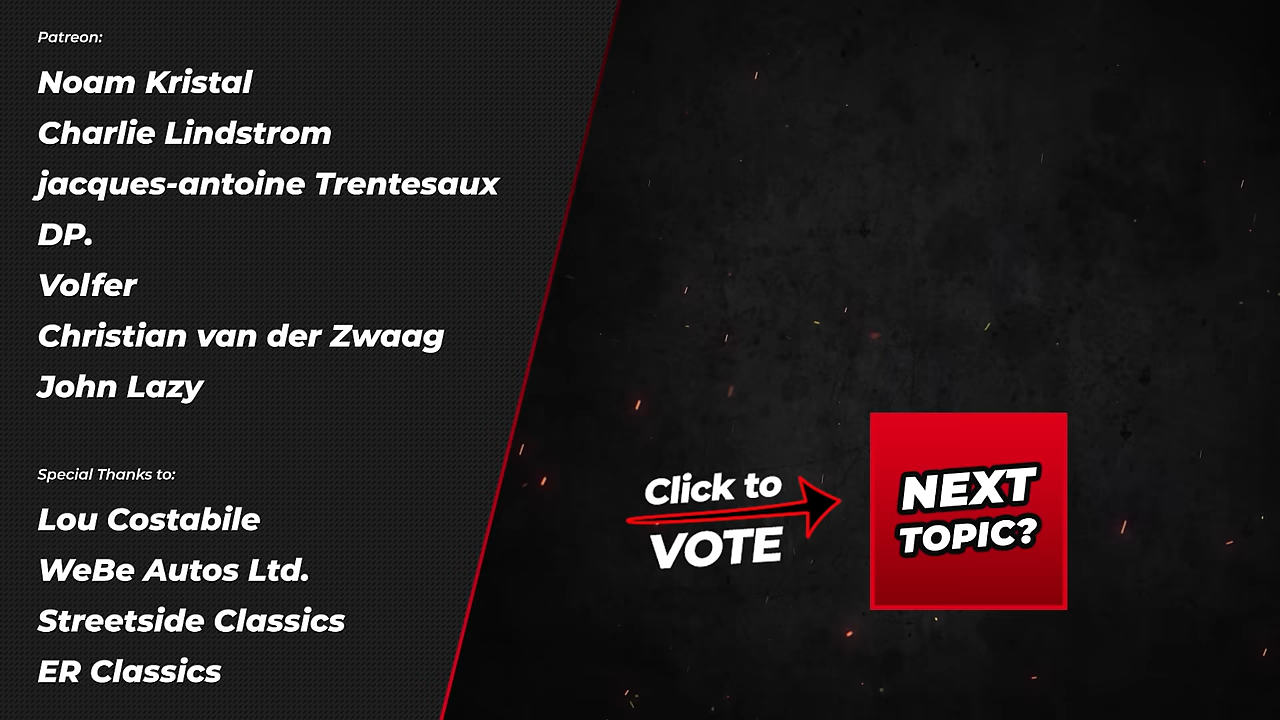 Patreon:
Noam Kristal
Charlie Lindstrom
jacques-antoine Trentesaux
DP.
Volfer
Christian van der Zwaag
John Lazy
Special Thanks to:
Lou Costabile
WeBe Autos Ltd.
Streetside Classics
ER Classics
Click to
VOTE
NEXT
TOPIC?